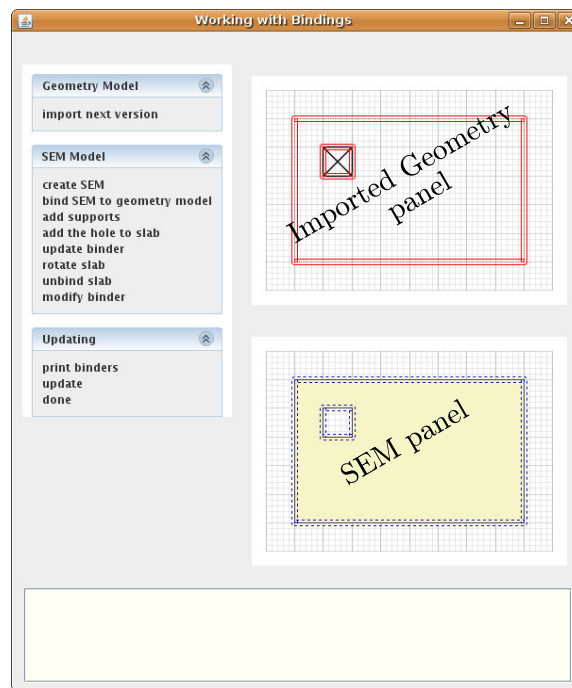 Working with Bindings
Geometry Model
import next version
SEM Model
create SEM
bind SEM to geometry model
add supports
add the hole to slab
update binder
rotate slab
unbind slab
modify binder
Updating
print binders
update
done
Imported Geometry
panel
SEM panel